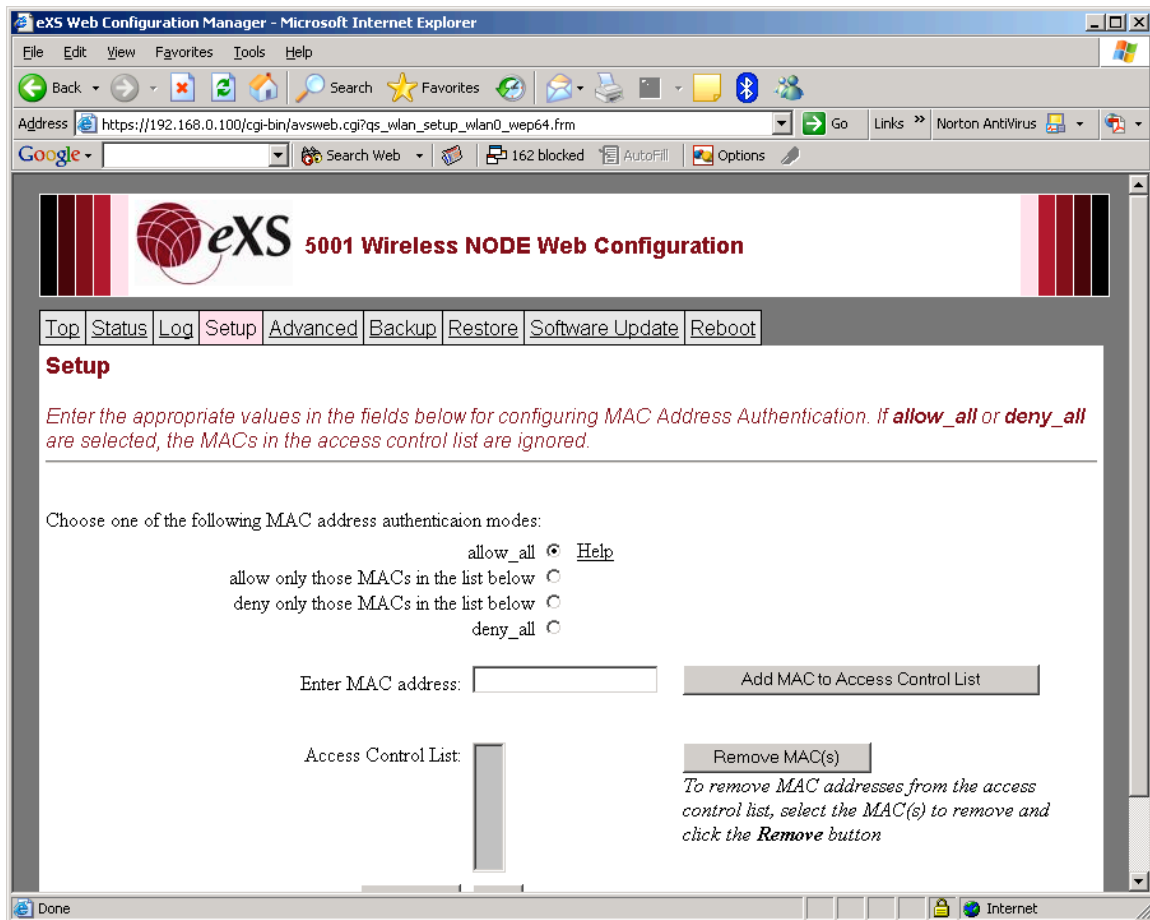 eXS Web Configuration Manager - Microsoft Internet Explorer
File Edit View Favorites Tools Help
Back Search Favorites
Address https://192.168.0.100/cgi-bin/avsweb.cgi?qs_wlan_setup_wlan0_wep64.frm Go Links » Norton AntiVirus
Google Search Web 162 blocked AutoFill Options
eXS 5001 Wireless NODE Web Configuration
Top Status Log Setup Advanced Backup Restore Software Update Reboot
Setup
Enter the appropriate values in the fields below for configuring MAC Address Authentication. If allow_all or deny_all
are selected, the MACs in the access control list are ignored.
Choose one of the following MAC address authenticaion modes:
allow_all Help
allow only those MACs in the list below
deny only those MACs in the list below
deny_all
Enter MAC address: Add MAC to Access Control List
Access Control List: Remove MAC(s)
To remove MAC addresses from the access
control list, select the MAC(s) to remove and
click the Remove button
Done Internet